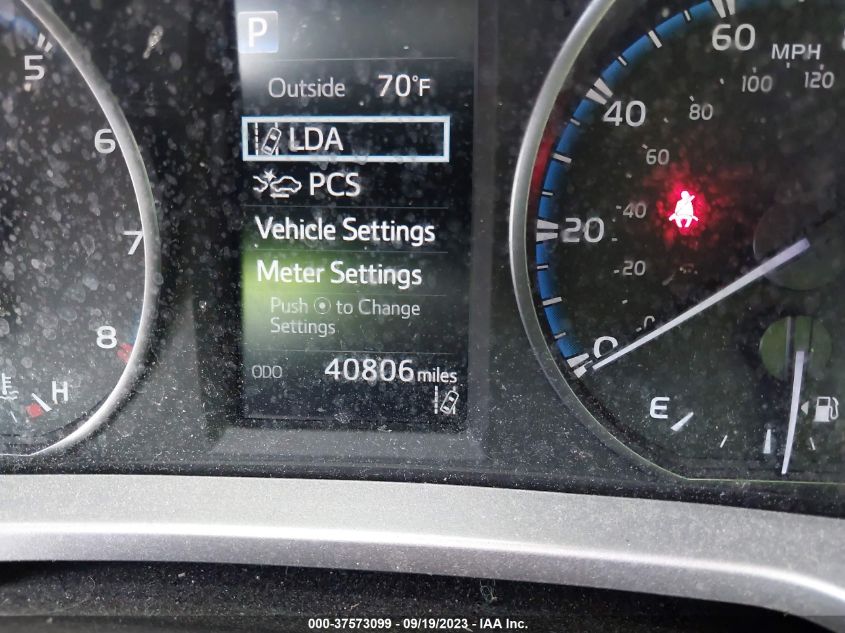 P
Outside 70°F
LDA
PCS
Vehicle Settings
Meter Settings
Push to Change
Settings
ODO 40806 miles
5
6
7
8
H
60
MPH
100
120
40
80
60
20
40
20
0
0
E
000-37573099 - 09/19/2023 - IAA Inc.